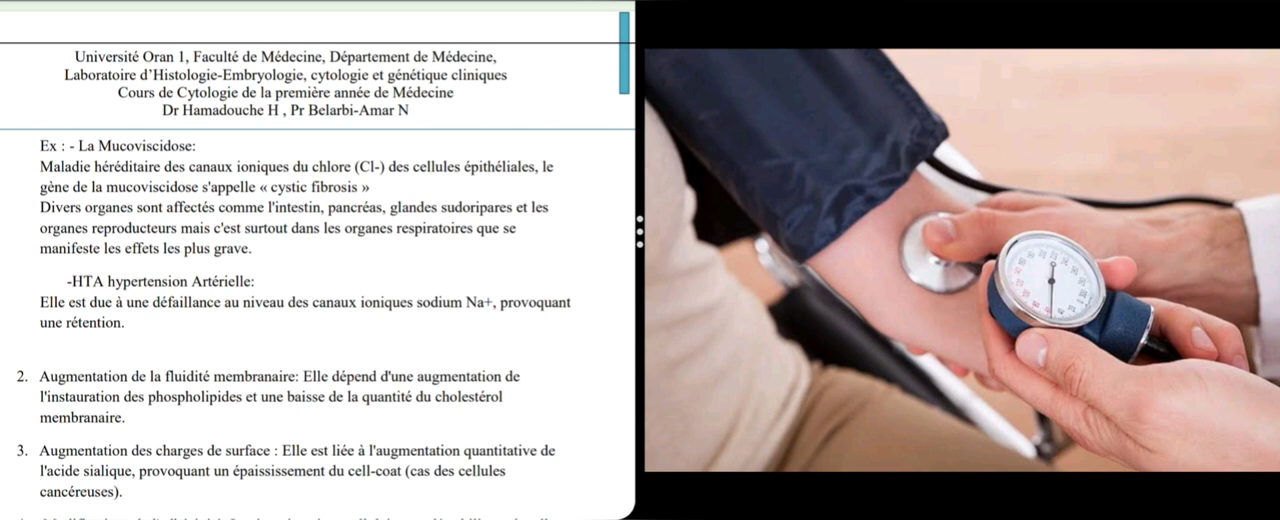 Université Oran 1, Faculté de Médecine, Département de Médecine,
Laboratoire d’Histologie-Embryologie, cytologie et génétique cliniques
Cours de Cytologie de la première année de Médecine
Dr Hamadouche H , Pr Belarbi-Amar N
Ex : - La Mucoviscidose:
Maladie héréditaire des canaux ioniques du chlore (Cl-) des cellules épithéliales, le
gène de la mucoviscidose s'appelle « cystic fibrosis »
Divers organes sont affectés comme l'intestin, pancréas, glandes sudoripares et les
organes reproducteurs mais c'est surtout dans les organes respiratoires que se
manifeste les effets les plus grave.
-HTA hypertension Artérielle:
Elle est due à une défaillance au niveau des canaux ioniques sodium Na+, provoquant
une rétention.
2. Augmentation de la fluidité membranaire: Elle dépend d'une augmentation de
l'instauration des phospholipides et une baisse de la quantité du cholestérol
membranaire.
3. Augmentation des charges de surface : Elle est liée à l'augmentation quantitative de
l'acide sialique, provoquant un épaississement du cell-coat (cas des cellules
cancéreuses).